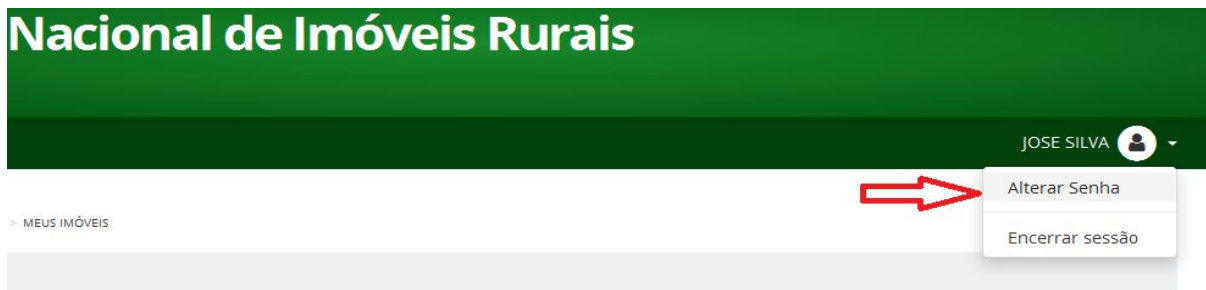 Nacional de Imóveis Rurais
JOSE SILVA
Alterar Senha
> MEUS IMÓVEIS
Encerrar sessão